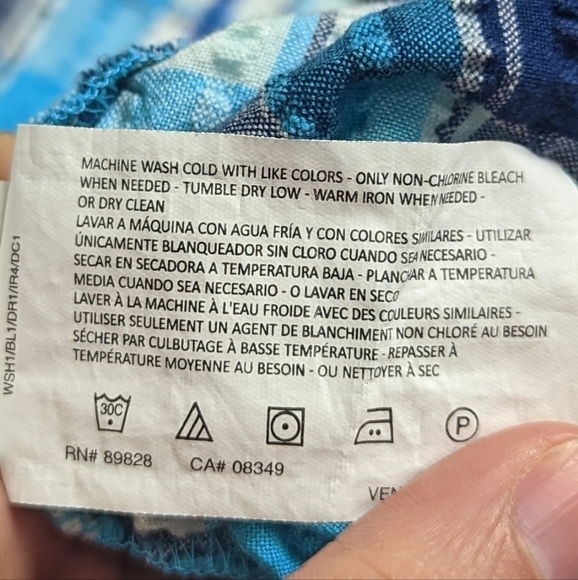 MACHINE WASH COLD WITH LIKE COLORS - ONLY NON-CHLORINE BLEACH
WHEN NEEDED - TUMBLE DRY LOW - WARM IRON WHEN NEEDED -
OR DRY CLEAN
LAVAR A MÁQUINA CON AGUA FRÍA Y CON COLORES SIMILARES - UTILIZAR
ÚNICAMENTE BLANQUEADOR SIN CLORO CUANDO SEA NECESARIO -
SECAR EN SECADORA A TEMPERATURA BAJA - PLANCHAR A TEMPERATURA
MEDIA CUANDO SEA NECESARIO - O LAVAR EN SECO
LAVER À LA MACHINE À L'EAU FROIDE AVEC DES COULEURS SIMILAIRES -
UTILISER SEULEMENT UN AGENT DE BLANCHIMENT NON CHLORÉ AU BESOIN
SÉCHER PAR CULBUTAGE À BASSE TEMPÉRATURE - REPASSER À
TEMPÉRATURE MOYENNE AU BESOIN - OU NETTOYER À SEC
30C P
RN# 89828 CA# 08349
WSH1/BL1/DR1/IR4/DC1